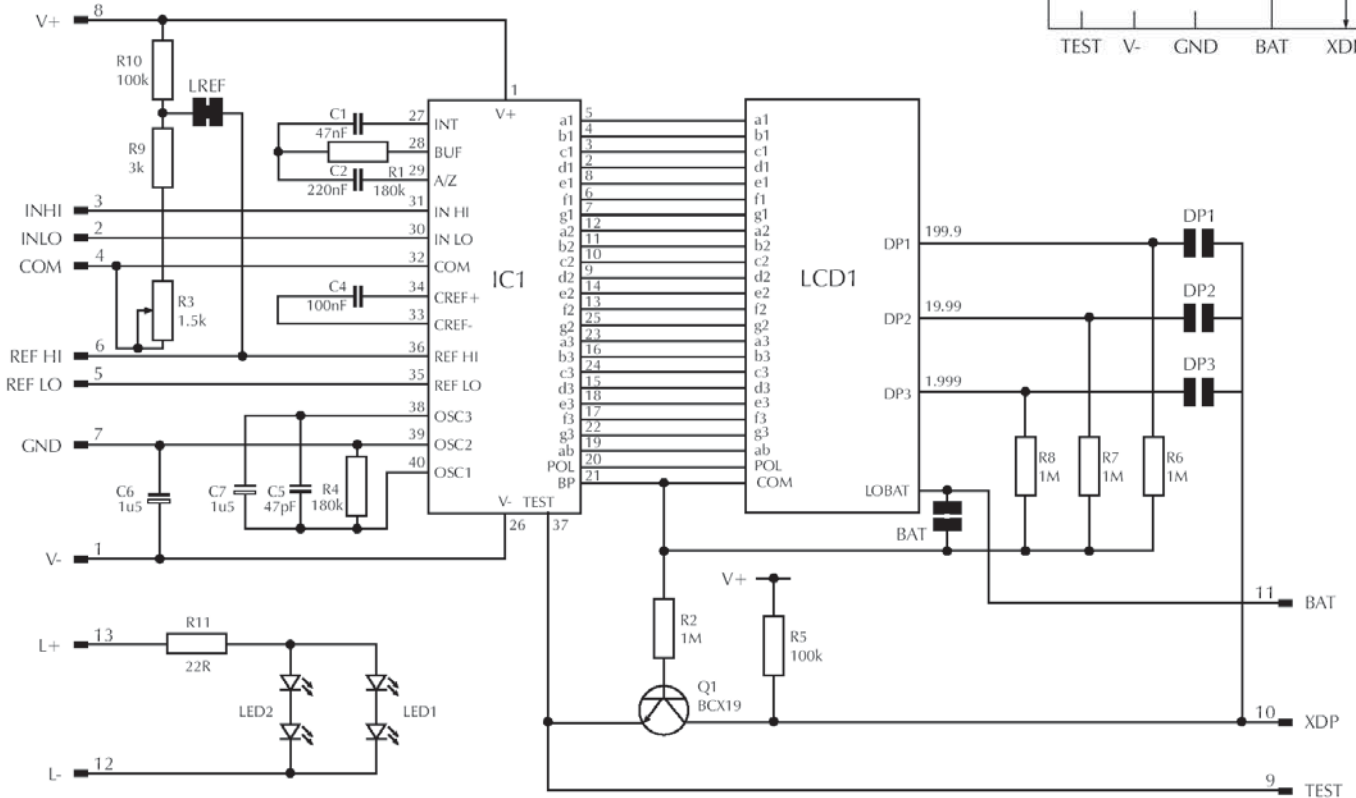 TEST V- GND BAT
V+ 8
R10
100k
LREF
R9
3k
INHI 3
INLO 2
COM 4
R3
1.5k
REF HI 6
REF LO 5
GND 7
C6
1u5
C7
1u5
C5
47pF
R4
180k
V- 1
C1
47nF
C2
220nF
R1
180k
C4
100nF
1
V+
27 INT
28 BUF
29 A/Z
31 IN HI
30 IN LO
32 COM
34 CREF+
33 CREF-
36 REF HI
35 REF LO
38 OSC3
39 OSC2
40 OSC1
IC1
V- TEST
26 37
a1 5 a1
b1 4 b1
c1 3 c1
d1 2 d1
e1 8 e1
f1 6 f1
g1 7 g1
a2 12 a2
b2 11 b2
c2 10 c2
d2 9 d2
e2 14 e2
f2 13 f2
g2 25 g2
a3 23 a3
b3 16 b3
c3 24 c3
d3 15 d3
e3 18 e3
f3 17 f3
g3 22 g3
ab 19 ab
POL 20 POL
BP 21 COM
LCD1
DP1 199.9
DP2 19.99
DP3 1.999
LOBAT
BAT
DP1
DP2
DP3
R8
1M
R7
1M
R6
1M
11 BAT
V+
R2
1M
R5
100k
Q1
BCX19
10 XDP
9 TEST
L+ 13
R11
22R
LED2
LED1
L- 12